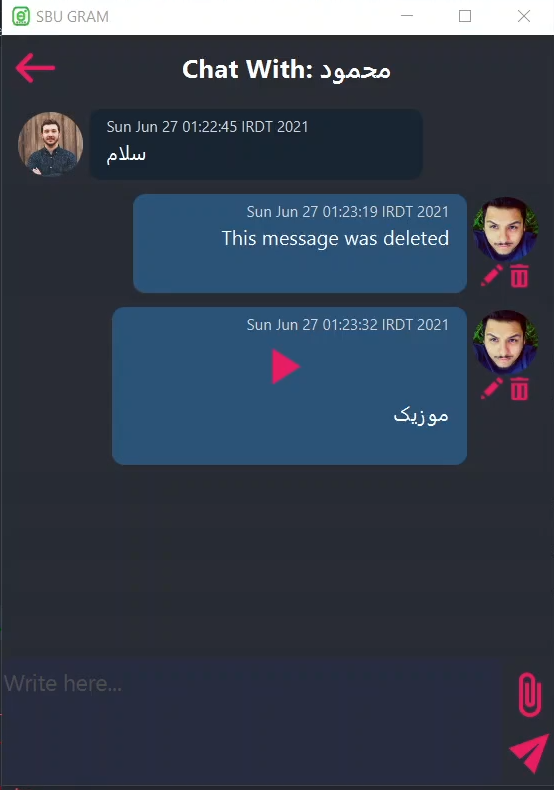 SBU GRAM
Chat With: محمود
Sun Jun 27 01:22:45 IRDT 2021
سلام
Sun Jun 27 01:23:19 IRDT 2021
This message was deleted
Sun Jun 27 01:23:32 IRDT 2021
موزیک
Write here...